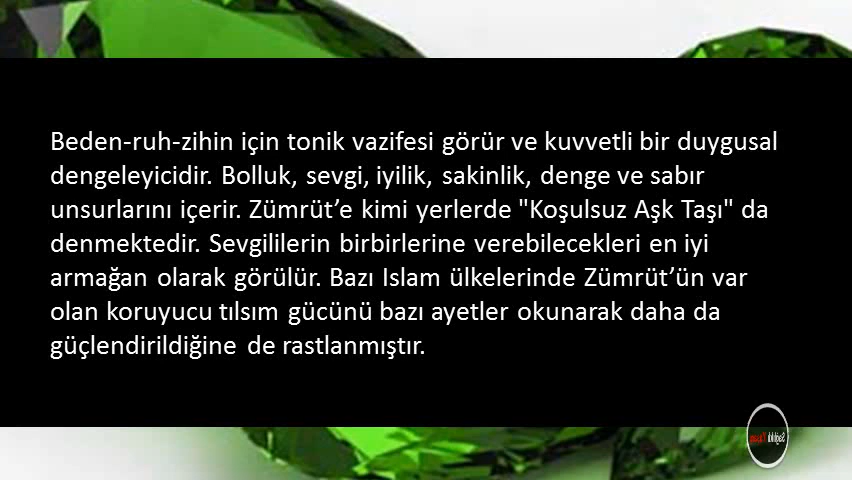 Beden-ruh-zihin için tonik vazifesi görür ve kuvvetli bir duygusal
dengeleyicidir. Bolluk, sevgi, iyilik, sakinlik, denge ve sabır
unsurlarını içerir. Zümrüt’e kimi yerlerde "Koşulsuz Aşk Taşı" da
denmektedir. Sevgililerin birbirlerine verebilecekleri en iyi
armağan olarak görülür. Bazı Islam ülkelerinde Zümrüt’ün var
olan koruyucu tılsım gücünü bazı ayetler okunarak daha da
güçlendirildiğine de rastlanmıştır.